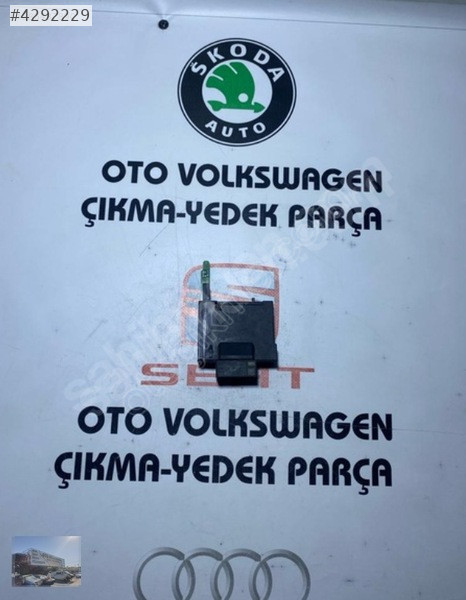 #4292229
ŠKODA
AUTO
OTO VOLKSWAGEN
ÇIKMA-YEDEK PARÇA
SEAT
OTO VOLKSWAGEN
ÇIKMA-YEDEK PARÇA